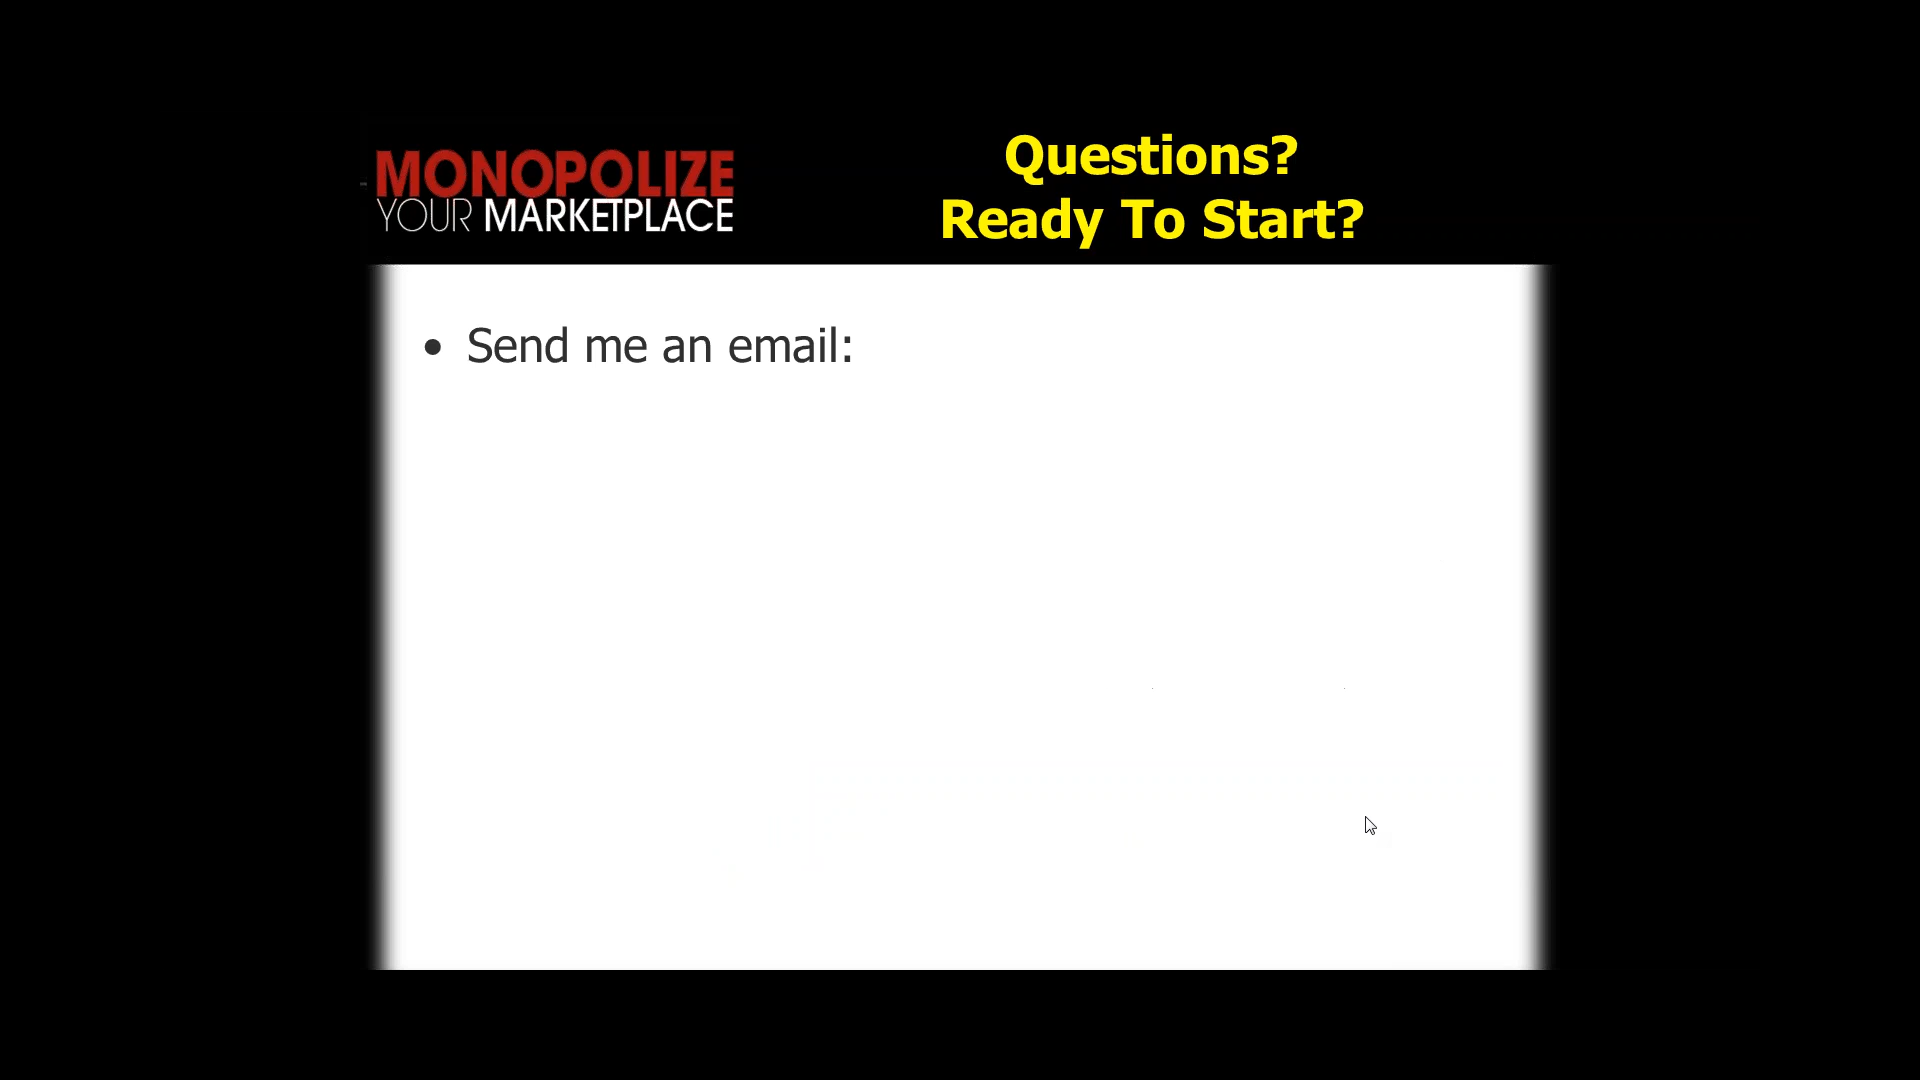 MONOPOLIZE
YOUR MARKETPLACE
Questions?
Ready To Start?
• Send me an email: